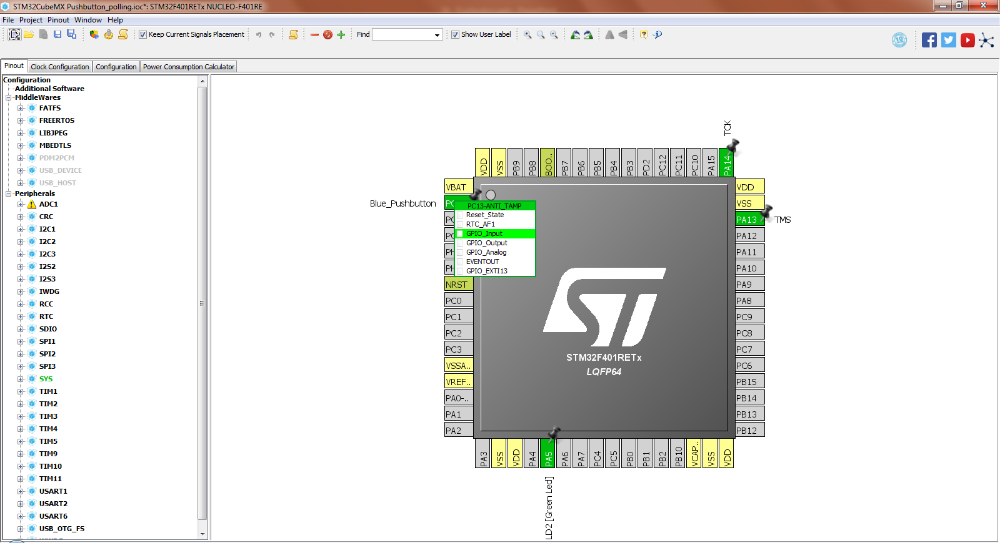 STM32CubeMX Pushbutton_polling.ioc*: STM32F401RETx NUCLEO-F401RE
File Project Pinout Window Help
Keep Current Signals Placement Find Show User Label
10
Pinout Clock Configuration Configuration Power Consumption Calculator
Configuration
Additional Software
MiddleWares
FATFS
FREERTOS
LIBJPEG
MBEDTLS
PDM2PCM
USB_DEVICE
USB_HOST
Peripherals
ADC1
CRC
I2C1
I2C2
I2C3
I2S2
I2S3
IWDG
RCC
RTC
SDIO
SPI1
SPI2
SPI3
SYS
TIM1
TIM2
TIM3
TIM4
TIM5
TIM9
TIM10
TIM11
USART1
USART2
USART6
USB_OTG_FS
TCK
VDD VSS PB9 PB8 BOO.. PB7 PB6 PB5 PB4 PB3 PD2 PC12 PC11 PC10 PA15 PA14
VBAT
Blue_Pushbutton
PC13-ANTI_TAMP
Reset_State
RTC_AF1
GPIO_Input
GPIO_Output
GPIO_Analog
EVENTOUT
GPIO_EXTI13
NRST
PC0
PC1
PC2
PC3
VSSA..
VREF..
PA0-..
PA1
PA2
ST
STM32F401RETx
LQFP64
VDD
VSS
PA13 TMS
PA12
PA11
PA10
PA9
PA8
PC9
PC8
PC7
PC6
PB15
PB14
PB13
PB12
PA3 VSS VDD PA4 PA5 PA6 PA7 PC4 PC5 PB0 PB1 PB2 PB10 VCAP.. VSS VDD
LD2 [Green Led]